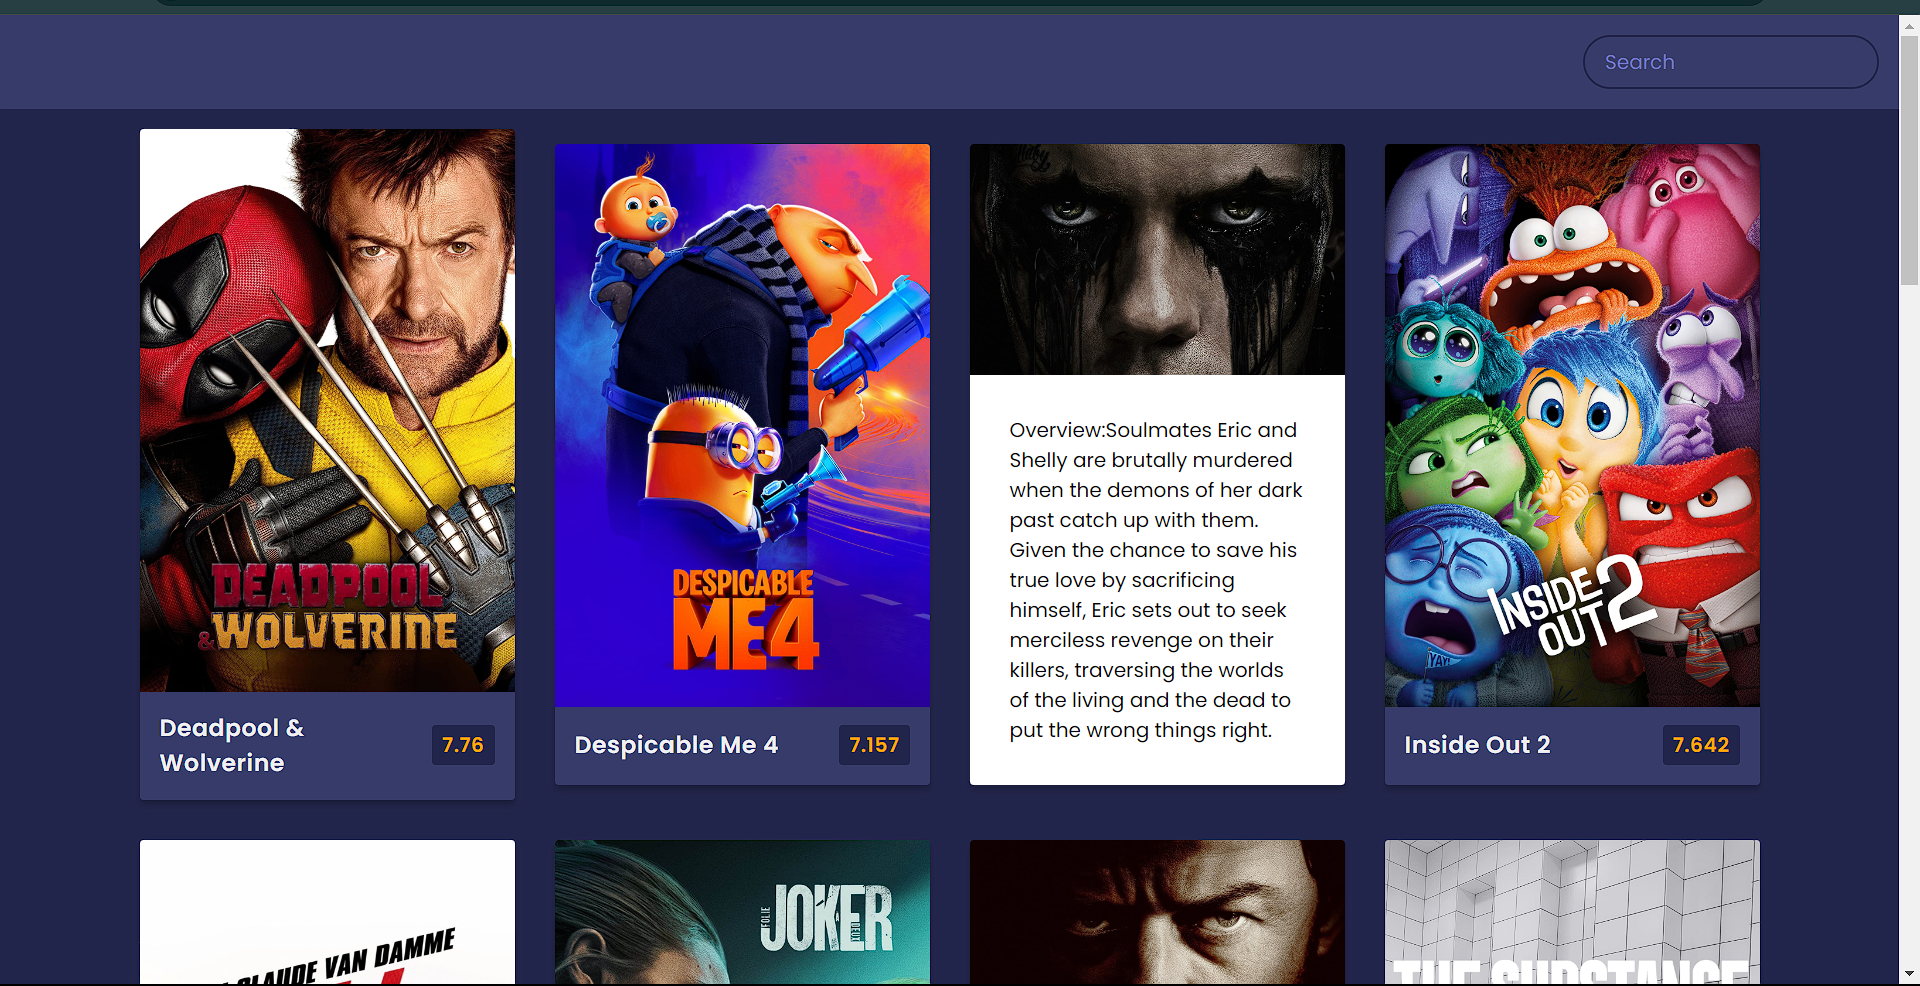 Search
DEADPOOL
& WOLVERINE
Deadpool &
Wolverine
7.76
DESPICABLE
ME 4
Despicable Me 4
7.157
Overview:Soulmates Eric and
Shelly are brutally murdered
when the demons of her dark
past catch up with them.
Given the chance to save his
true love by sacrificing
himself, Eric sets out to seek
merciless revenge on their
killers, traversing the worlds
of the living and the dead to
put the wrong things right.
YAY!
INSIDE
OUT 2
Inside Out 2
7.642
CLAUDE VAN DAMME
JOKER
FOLIE
À
DEUX
THE SUBSTANCE